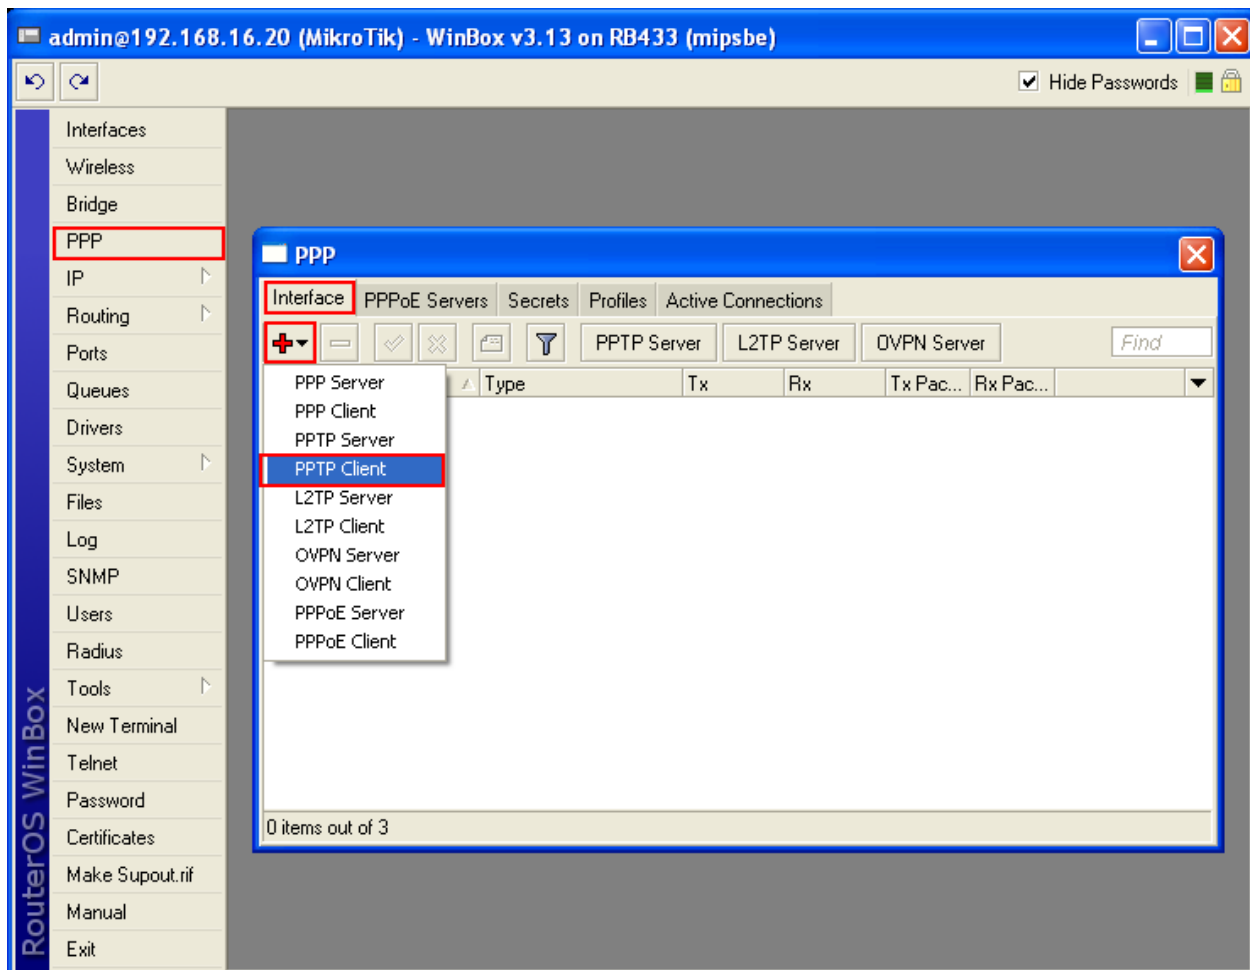 admin@192.168.16.20 (MikroTik) - WinBox v3.13 on RB433 (mipsbe)
Hide Passwords
Interfaces
Wireless
Bridge
PPP
IP
Routing
Ports
Queues
Drivers
System
Files
Log
SNMP
Users
Radius
Tools
New Terminal
Telnet
Password
Certificates
Make Supout.rif
Manual
Exit
RouterOS WinBox
PPP
Interface PPPoE Servers Secrets Profiles Active Connections
PPTP Server L2TP Server OVPN Server Find
Type Tx Rx Tx Pac... Rx Pac...
PPP Server
PPP Client
PPTP Server
PPTP Client
L2TP Server
L2TP Client
OVPN Server
OVPN Client
PPPoE Server
PPPoE Client
0 items out of 3